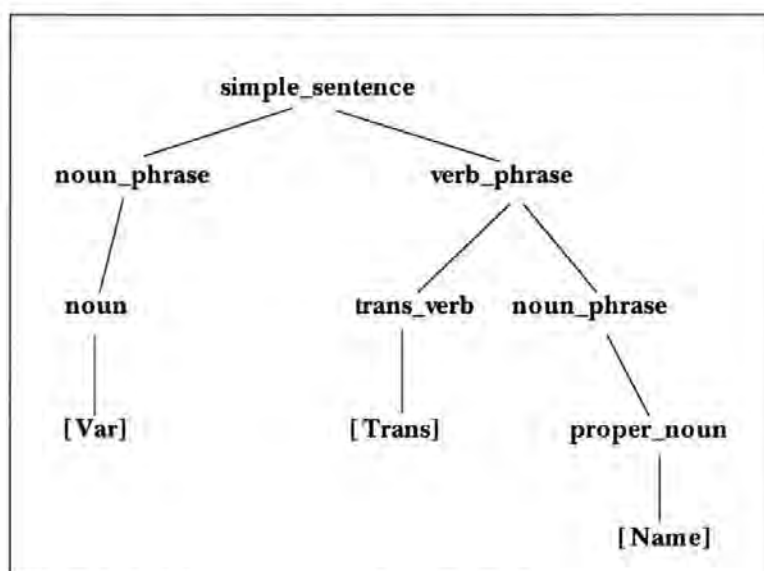 simple_sentence
noun_phrase verb_phrase
noun trans_verb noun_phrase
[Var] [Trans] proper_noun
[Name]